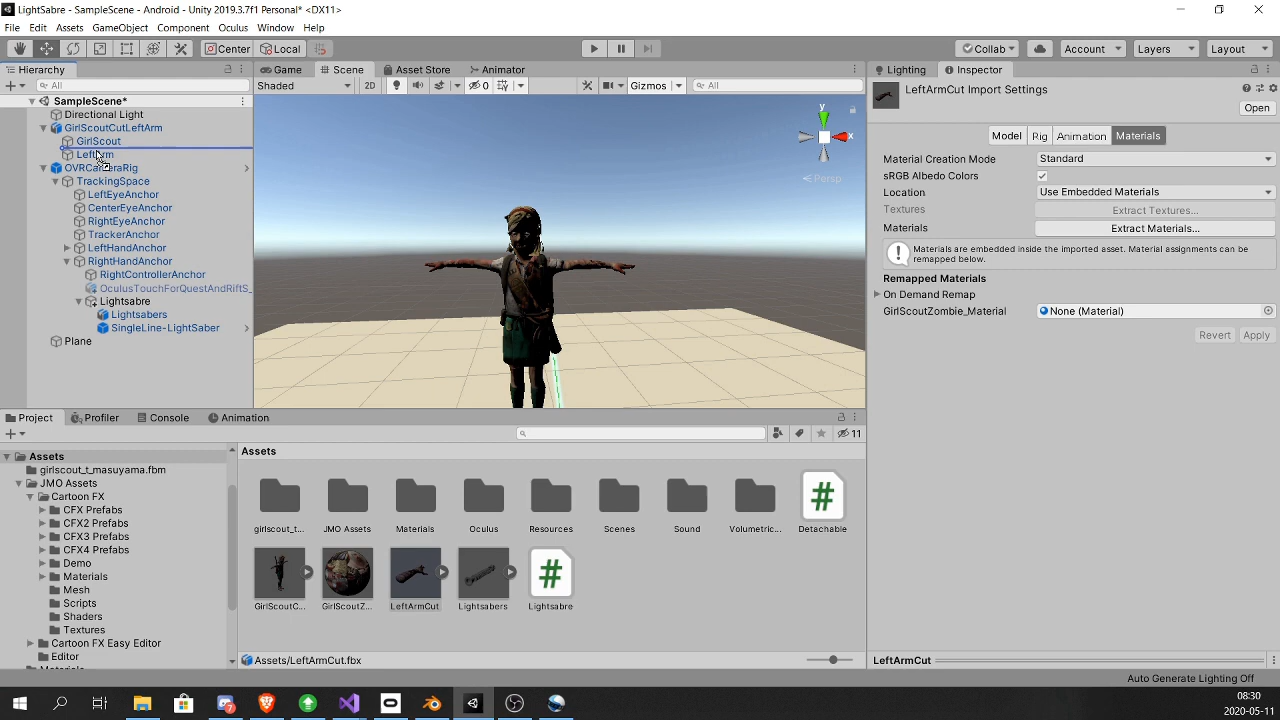 LightSabre - SampleScene - Android - Unity 2019.3.7f1 Personal* <DX11>
File Edit Assets GameObject Component Oculus Window Help
Center Local Collab Account Layers Layout
Hierarchy Game Scene Asset Store Animator Lighting Inspector
All Shaded 2D 0 Gizmos All
LeftArmCut Import Settings
Open
SampleScene*
Directional Light
GirlScoutCutLeftArm
GirlScout
LeftArm
OVRCameraRig
TrackingSpace
LeftEyeAnchor
CenterEyeAnchor
RightEyeAnchor
TrackerAnchor
LeftHandAnchor
RightHandAnchor
RightControllerAnchor
OculusTouchForQuestAndRiftS_
Lightsabre
Lightsabers
SingleLine-LightSaber
Plane
y
x
Persp
Model Rig Animation Materials
Material Creation Mode Standard
sRGB Albedo Colors
Location Use Embedded Materials
Textures Extract Textures...
Materials Extract Materials...
Materials are embedded inside the imported asset. Material assignments can be
remapped below.
Remapped Materials
On Demand Remap
GirlScoutZombie_Material None (Material)
Revert Apply
Project Profiler Console Animation
11
Assets
girlscout_t_masuyama.fbm
JMO Assets
Cartoon FX
CFX Prefabs
CFX2 Prefabs
CFX3 Prefabs
CFX4 Prefabs
Demo
Materials
Mesh
Scripts
Shaders
Textures
Cartoon FX Easy Editor
Editor
Assets
girlscout_t... JMO Assets Materials Oculus Resources Scenes Sound Volumetric... Detachable
GirlScoutC... GirlScoutZ... LeftArmCut Lightsabers Lightsabre
Assets/LeftArmCut.fbx
LeftArmCut
Auto Generate Lighting Off
08:30
2020-05-11